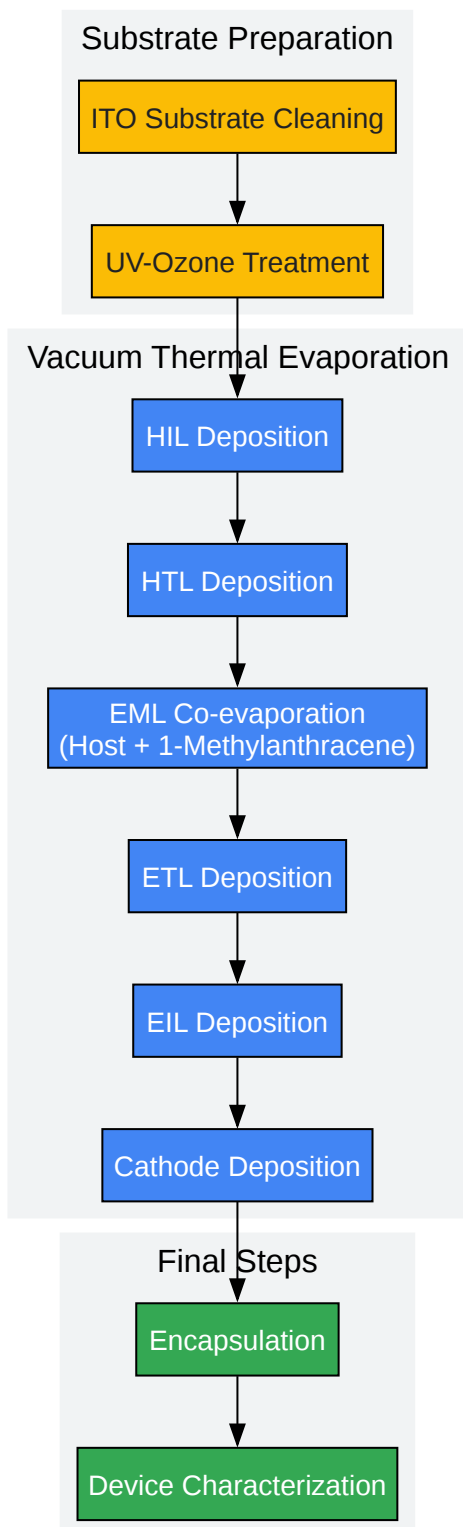 Substrate Preparation
ITO Substrate Cleaning
UV-Ozone Treatment
Vacuum Thermal Evaporation
HIL Deposition
HTL Deposition
EML Co-evaporation
(Host + 1-Methylanthracene)
ETL Deposition
EIL Deposition
Cathode Deposition
Final Steps
Encapsulation
Device Characterization